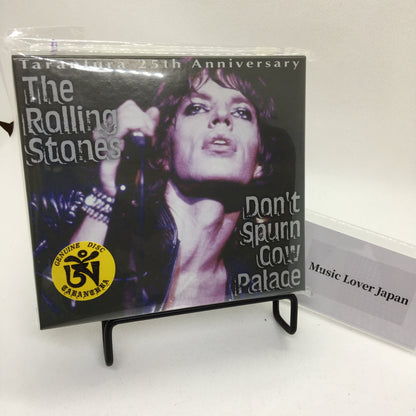 Tarantura 25th Anniversary
The
Rolling
Stones
Don't
Spurn
Cow
Palace
GENUINE DISC
TARANTURA
Music Lover Japan